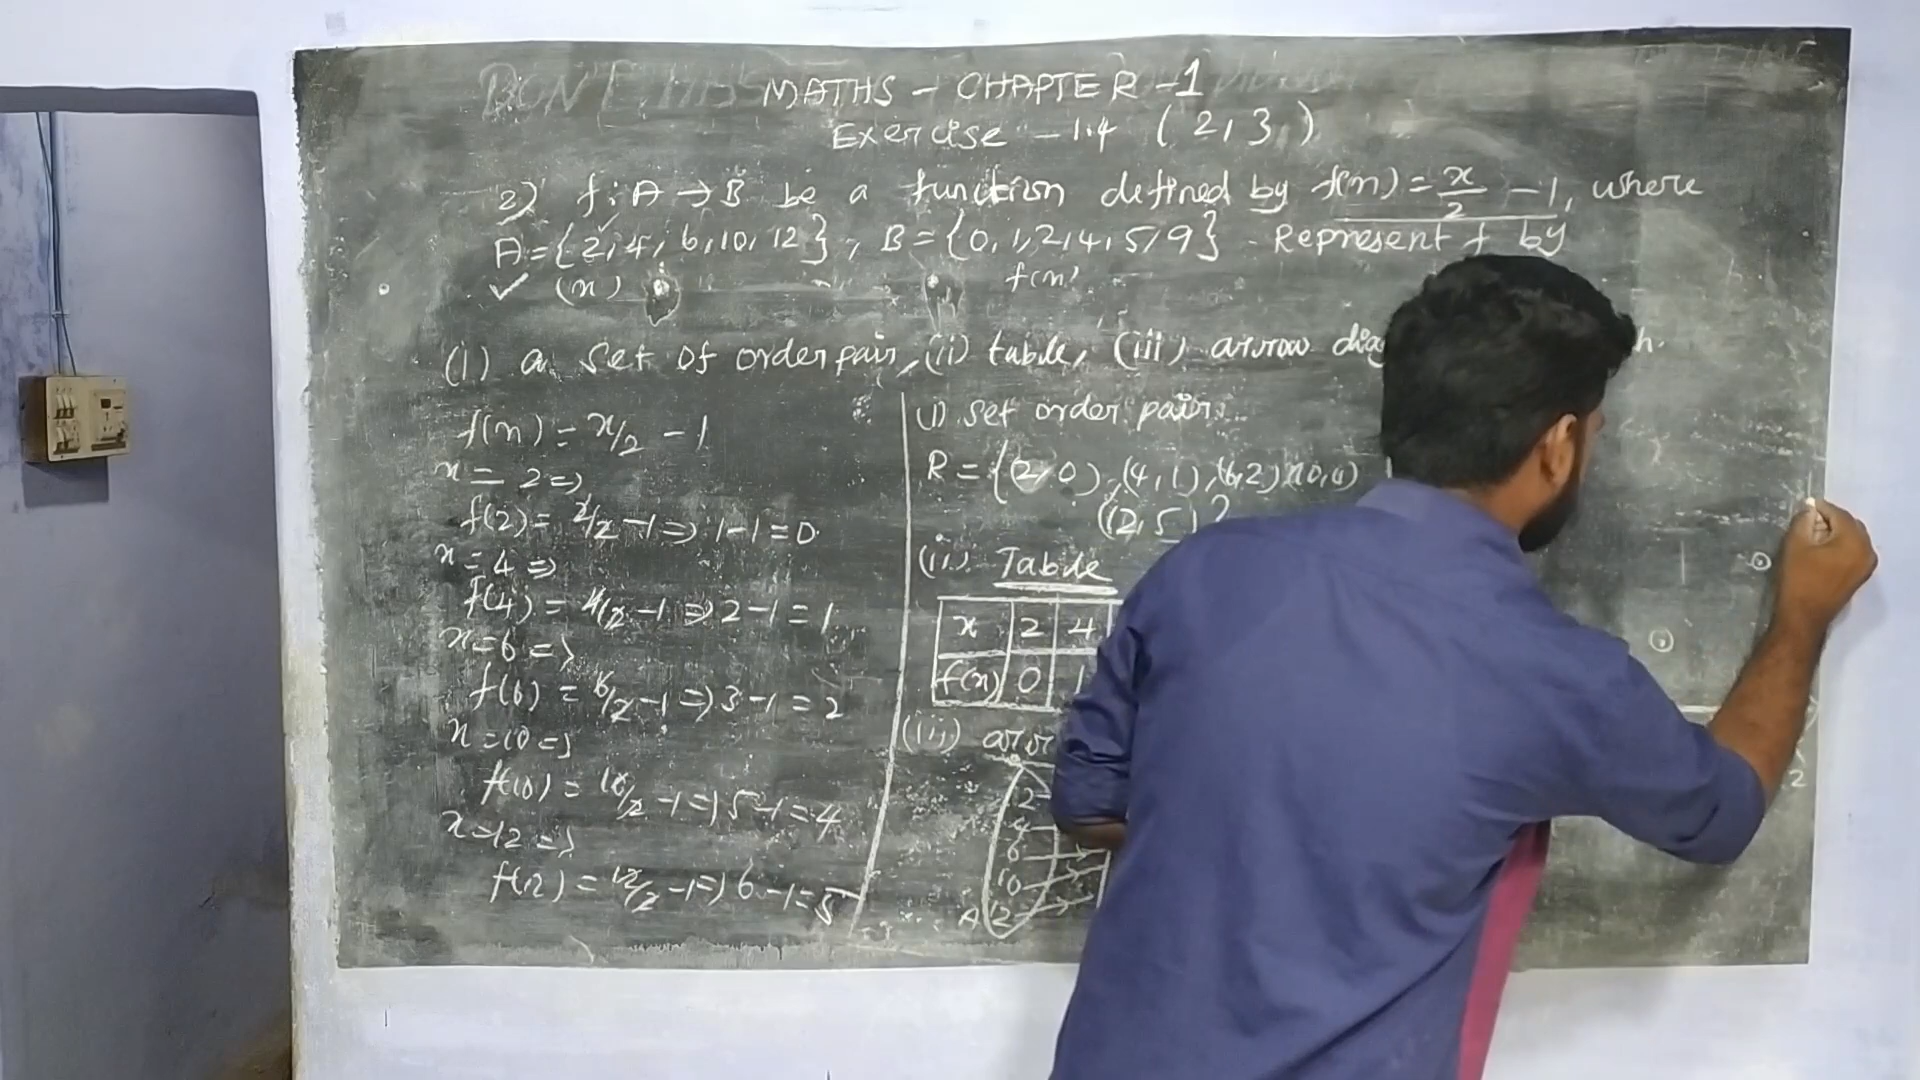 MATHS - CHAPTER - 1
Exercise - 1.4 (2,3)
2) f: A → B be a function defined by f(x) = x/2 - 1, where
A = {2, 4, 6, 10, 12}, B = {0, 1, 2, 4, 5, 9} . Represent f by
(x) f(x)
(i) a set of order pair, (ii) table, (iii) arrow
f(x) = x/2 - 1
x = 2 =>
f(2) = 2/2 - 1 => 1 - 1 = 0
x = 4 =>
f(4) = 4/2 - 1 => 2 - 1 = 1
x = 6 =>
f(6) = 6/2 - 1 => 3 - 1 = 2
x = 10 =>
f(10) = 10/2 - 1 => 5 - 1 = 4
x = 12 =>
f(12) = 12/2 - 1 => 6 - 1 = 5
(i) set order pair.
R = {(2, 0), (4, 1), (6, 2) (10, 4)
(12, 5)}
(ii) Table
x 2 4
f(x) 0 1
(iii)
2
4
6
10
A 12
2